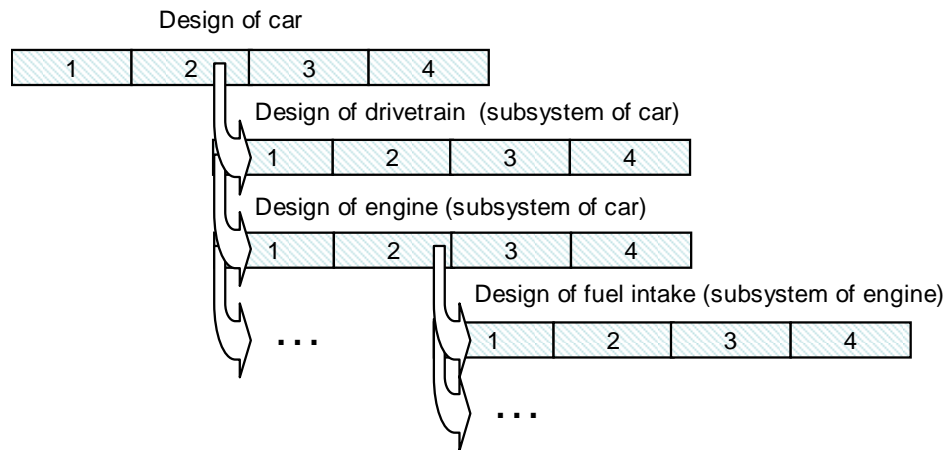 Design of car
1 2 3 4
Design of drivetrain (subsystem of car)
1 2 3 4
Design of engine (subsystem of car)
1 2 3 4
Design of fuel intake (subsystem of engine)
... 1 2 3 4
...